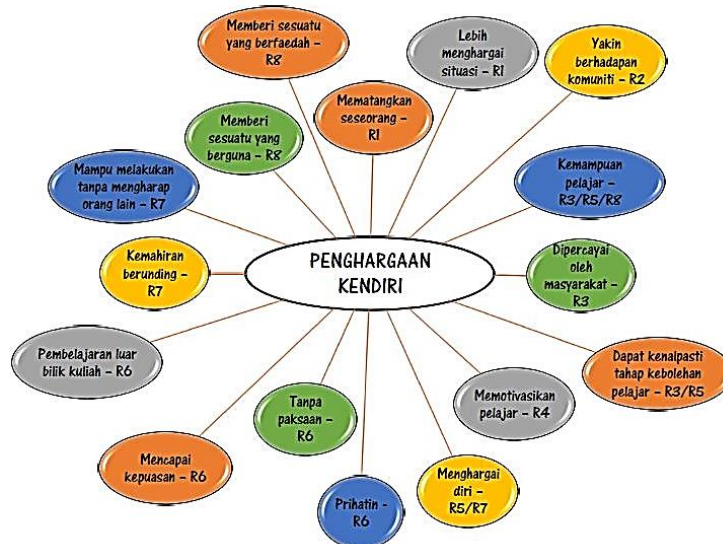 Memberi sesuatu
yang berfaedah –
R8
Lebih
menghargai
situasi – R1
Yakin
berhadapan
komuniti – R2
Mematangkan
seseorang –
R1
Memberi
sesuatu yang
berguna – R8
Mampu melakukan
tanpa mengharap
orang lain – R7
Kemampuan
pelajar –
R3/R5/R8
PENGHARGAAN
KENDIRI
Kemahiran
berunding –
R7
Dipercayai
oleh
masyarakat –
R3
Pembelajaran luar
bilik kuliah – R6
Dapat kenalpasti
tahap kebolehan
pelajar – R3/R5
Tanpa
paksaan –
R6
Memotivasikan
pelajar – R4
Mencapai
kepuasan – R6
Prihatin -
R6
Menghargai
diri –
R5/R7